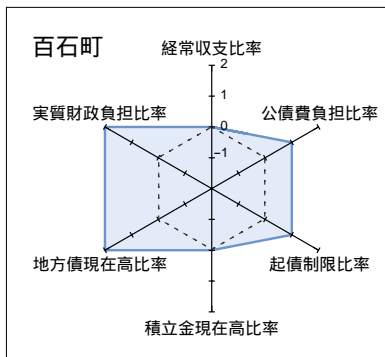 百石町
経常収支比率
2
1
0
−1
実質財政負担比率
公債費負担比率
地方債現在高比率
起債制限比率
積立金現在高比率